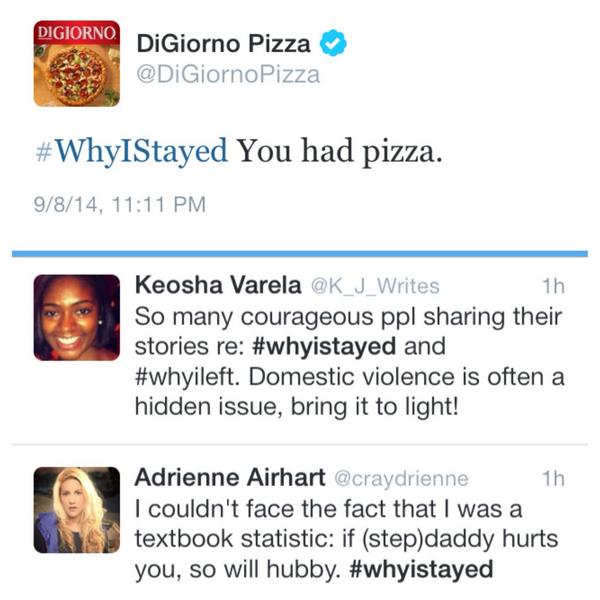 DIGIORNO
DiGiorno Pizza
@DiGiornoPizza
#WhyIStayed You had pizza.
9/8/14, 11:11 PM
Keosha Varela @K_J_Writes 1h
So many courageous ppl sharing their
stories re: #whyistayed and
#whyileft. Domestic violence is often a
hidden issue, bring it to light!
Adrienne Airhart @craydrienne 1h
I couldn't face the fact that I was a
textbook statistic: if (step)daddy hurts
you, so will hubby. #whyistayed